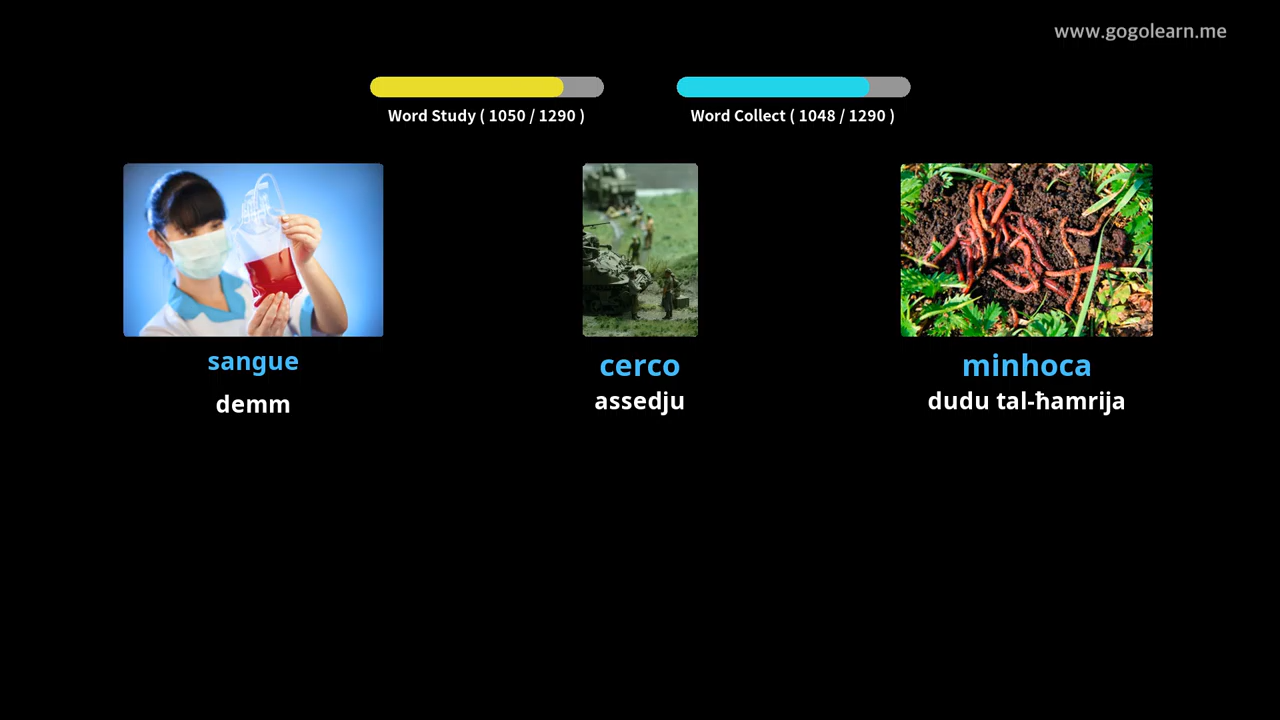 www.gogolearn.me
Word Study ( 1050 / 1290 )
Word Collect ( 1048 / 1290 )
sangue
demm
cerco
assedju
minhoca
dudu tal-ħamrija